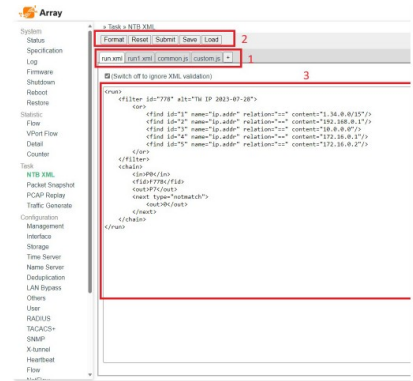 Array
System
Status
Specification
Log
Firmware
Shutdown
Reboot
Restore
Statistic
Flow
VPort Flow
Detail
Counter
Task
NTB XML
Packet Snapshot
PCAP Replay
Traffic Generate
Configuration
Management
Interface
Storage
Time Server
Name Server
Deduplication
LAN Bypass
Others
User
RADIUS
TACACS+
SNMP
X-tunnel
Heartbeat
Flow
» Task » NTB XML
Format Reset Submit Save Load 2
run.xml run1.xml common.js custom.js + 1
(Switch off to ignore XML validation) 3
<run>
<filter id="778" alt="TW IP 2023-07-28">
<or>
<find id="1" name="ip.addr" relation="==" content="1.34.0.0/15"/>
<find id="2" name="ip.addr" relation="==" content="192.168.0.1"/>
<find id="3" name="ip.addr" relation="==" content="10.0.0.0"/>
<find id="4" name="ip.addr" relation="==" content="172.16.0.1"/>
<find id="5" name="ip.addr" relation="==" content="172.16.0.2"/>
</or>
</filter>
<chain>
<in>P0</in>
<fid>F778</fid>
<out>P7</out>
<next type="notmatch">
<out>0</out>
</next>
</chain>
</run>